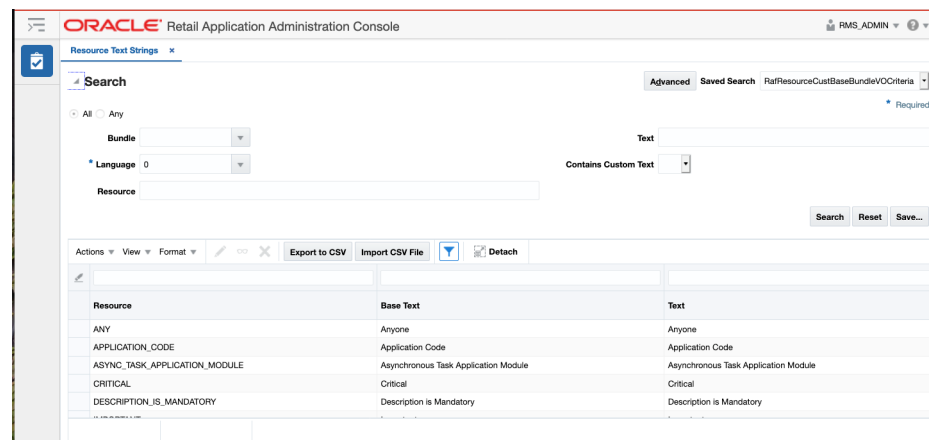 ORACLE Retail Application Administration Console RMS_ADMIN
Resource Text Strings ×
Search Advanced Saved Search RafResourceCustBaseBundleVOCriteria
* Required
All Any
Bundle Text
* Language 0 Contains Custom Text
Resource
Search Reset Save...
Actions View Format Export to CSV Import CSV File Detach
Resource Base Text Text
ANY Anyone Anyone
APPLICATION_CODE Application Code Application Code
ASYNC_TASK_APPLICATION_MODULE Asynchronous Task Application Module Asynchronous Task Application Module
CRITICAL Critical Critical
DESCRIPTION_IS_MANDATORY Description is Mandatory Description is Mandatory